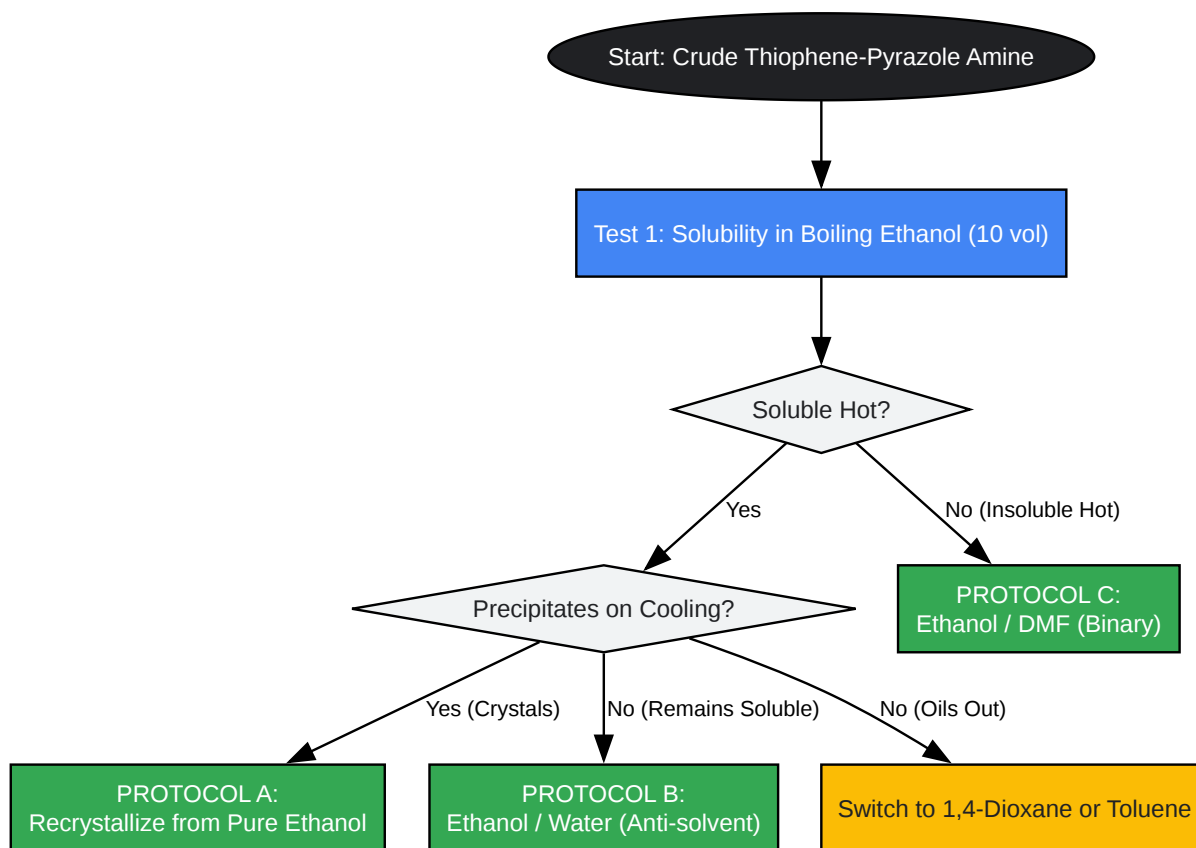 Start: Crude Thiophene-Pyrazole Amine
Test 1: Solubility in Boiling Ethanol (10 vol)
Soluble Hot?
Yes
No (Insoluble Hot)
Precipitates on Cooling?
PROTOCOL C:
Ethanol / DMF (Binary)
Yes (Crystals)
No (Remains Soluble)
No (Oils Out)
PROTOCOL A:
Recrystallize from Pure Ethanol
PROTOCOL B:
Ethanol / Water (Anti-solvent)
Switch to 1,4-Dioxane or Toluene